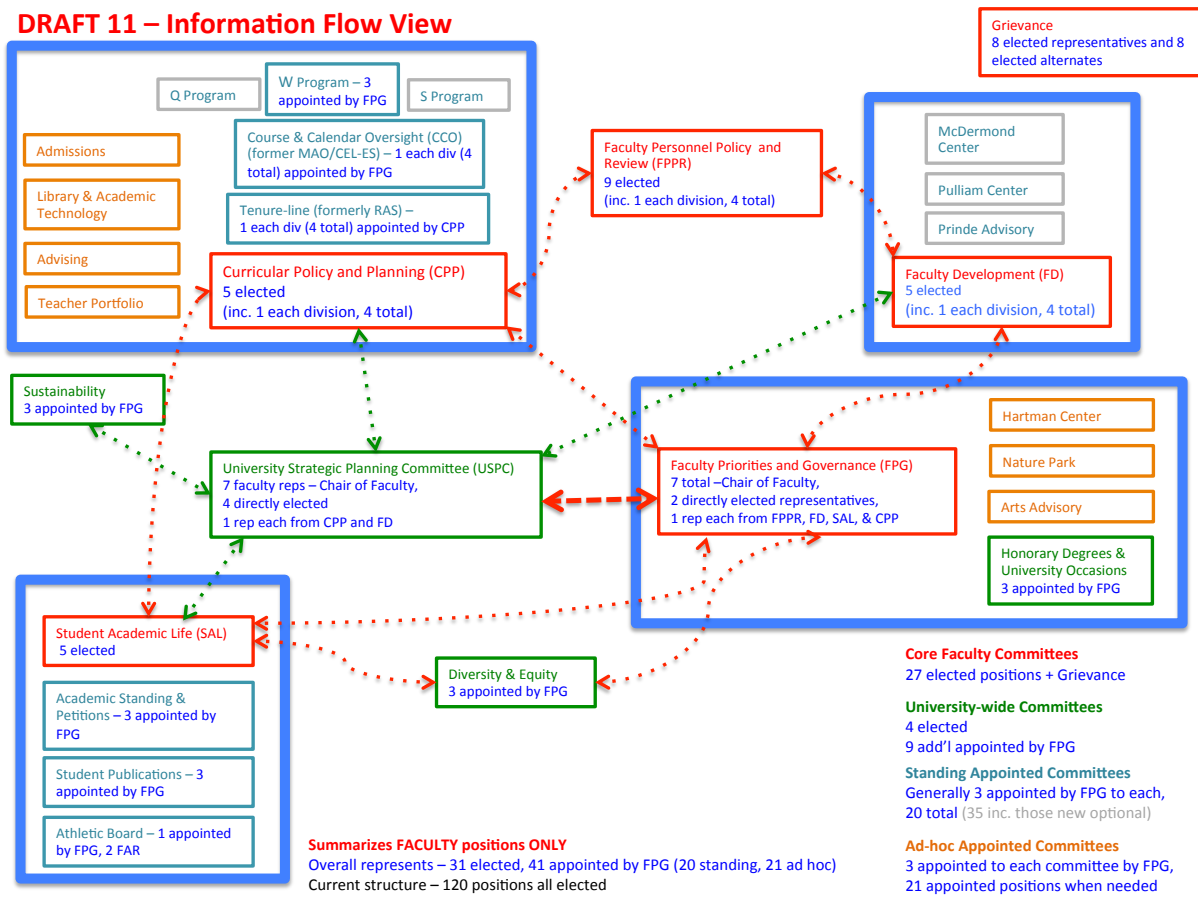 DRAFT 11 – Information Flow View
Grievance
8 elected representatives and 8
elected alternates
Q Program
W Program – 3
appointed by FPG
S Program
Course & Calendar Oversight (CCO)
(former MAO/CEL-ES) – 1 each div (4
total) appointed by FPG
Tenure-line (formerly RAS) –
1 each div (4 total) appointed by CPP
Admissions
Library & Academic
Technology
Advising
Teacher Portfolio
Curricular Policy and Planning (CPP)
5 elected
(inc. 1 each division, 4 total)
Faculty Personnel Policy and
Review (FPPR)
9 elected
(inc. 1 each division, 4 total)
McDermond
Center
Pulliam Center
Prinde Advisory
Faculty Development (FD)
5 elected
(inc. 1 each division, 4 total)
Sustainability
3 appointed by FPG
University Strategic Planning Committee (USPC)
7 faculty reps – Chair of Faculty,
4 directly elected
1 rep each from CPP and FD
Faculty Priorities and Governance (FPG)
7 total –Chair of Faculty,
2 directly elected representatives,
1 rep each from FPPR, FD, SAL, & CPP
Hartman Center
Nature Park
Arts Advisory
Honorary Degrees &
University Occasions
3 appointed by FPG
Student Academic Life (SAL)
5 elected
Academic Standing &
Petitions – 3 appointed by
FPG
Student Publications – 3
appointed by FPG
Athletic Board – 1 appointed
by FPG, 2 FAR
Diversity & Equity
3 appointed by FPG
Core Faculty Committees
27 elected positions + Grievance
University-wide Committees
4 elected
9 add'l appointed by FPG
Standing Appointed Committees
Generally 3 appointed by FPG to each,
20 total (35 inc. those new optional)
Ad-hoc Appointed Committees
3 appointed to each committee by FPG,
21 appointed positions when needed
Summarizes FACULTY positions ONLY
Overall represents – 31 elected, 41 appointed by FPG (20 standing, 21 ad hoc)
Current structure – 120 positions all elected